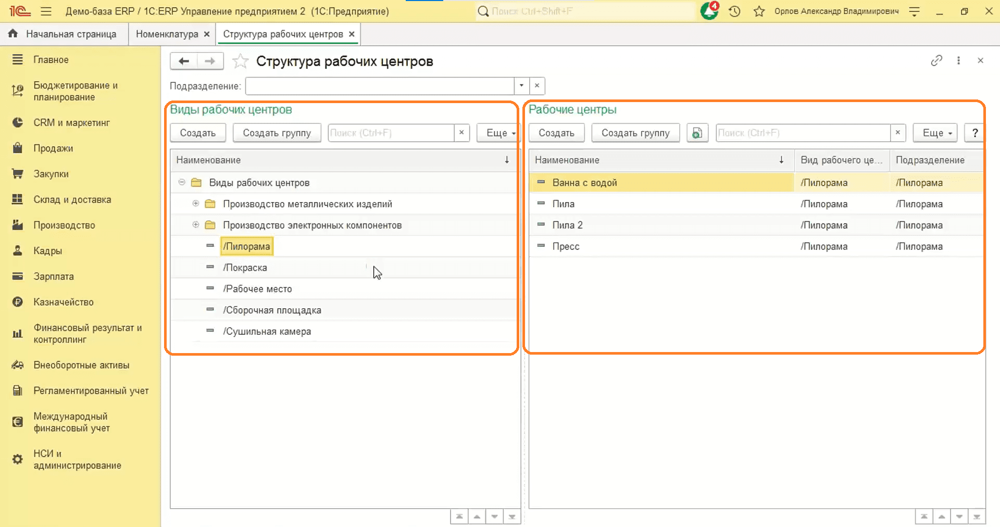 1С Демо-база ERP / 1С:ERP Управление предприятием 2 (1С:Предприятие) Поиск Ctrl+Shift+F 4 Орлов Александр Владимирович
Начальная страница Номенклатура × Структура рабочих центров ×
Главное
Бюджетирование и
планирование
CRM и маркетинг
Продажи
Закупки
Склад и доставка
Производство
Кадры
Зарплата
Казначейство
Финансовый результат и
контроллинг
Внеоборотные активы
Регламентированный учет
Международный
финансовый учет
НСИ и
администрирование
Структура рабочих центров
Подразделение:
Виды рабочих центров
Создать Создать группу Поиск (Ctrl+F) × Еще
Наименование ↓
Виды рабочих центров
Производство металлических изделий
Производство электронных компонентов
/Пилорама
/Покраска
/Рабочее место
/Сборочная площадка
/Сушильная камера
Рабочие центры
Создать Создать группу Поиск (Ctrl+F) × Еще ?
Наименование ↓ Вид рабочего це... Подразделение
Ванна с водой /Пилорама /Пилорама
Пила /Пилорама /Пилорама
Пила 2 /Пилорама /Пилорама
Пресс /Пилорама /Пилорама